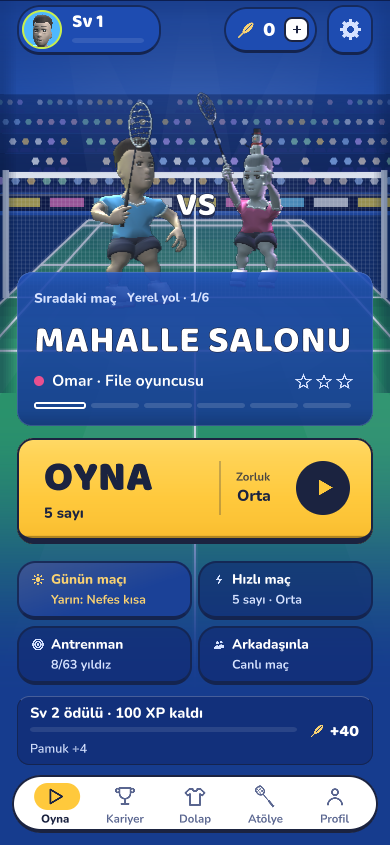 Sv 1
0 +
VS
Sıradaki maç Yerel yol · 1/6
MAHALLE SALONU
Omar · File oyuncusu
OYNA
5 sayı
Zorluk
Orta
Günün maçı
Yarın: Nefes kısa
Hızlı maç
5 sayı · Orta
Antrenman
8/63 yıldız
Arkadaşınla
Canlı maç
Sv 2 ödülü · 100 XP kaldı
+40
Pamuk +4
Oyna
Kariyer
Dolap
Atölye
Profil